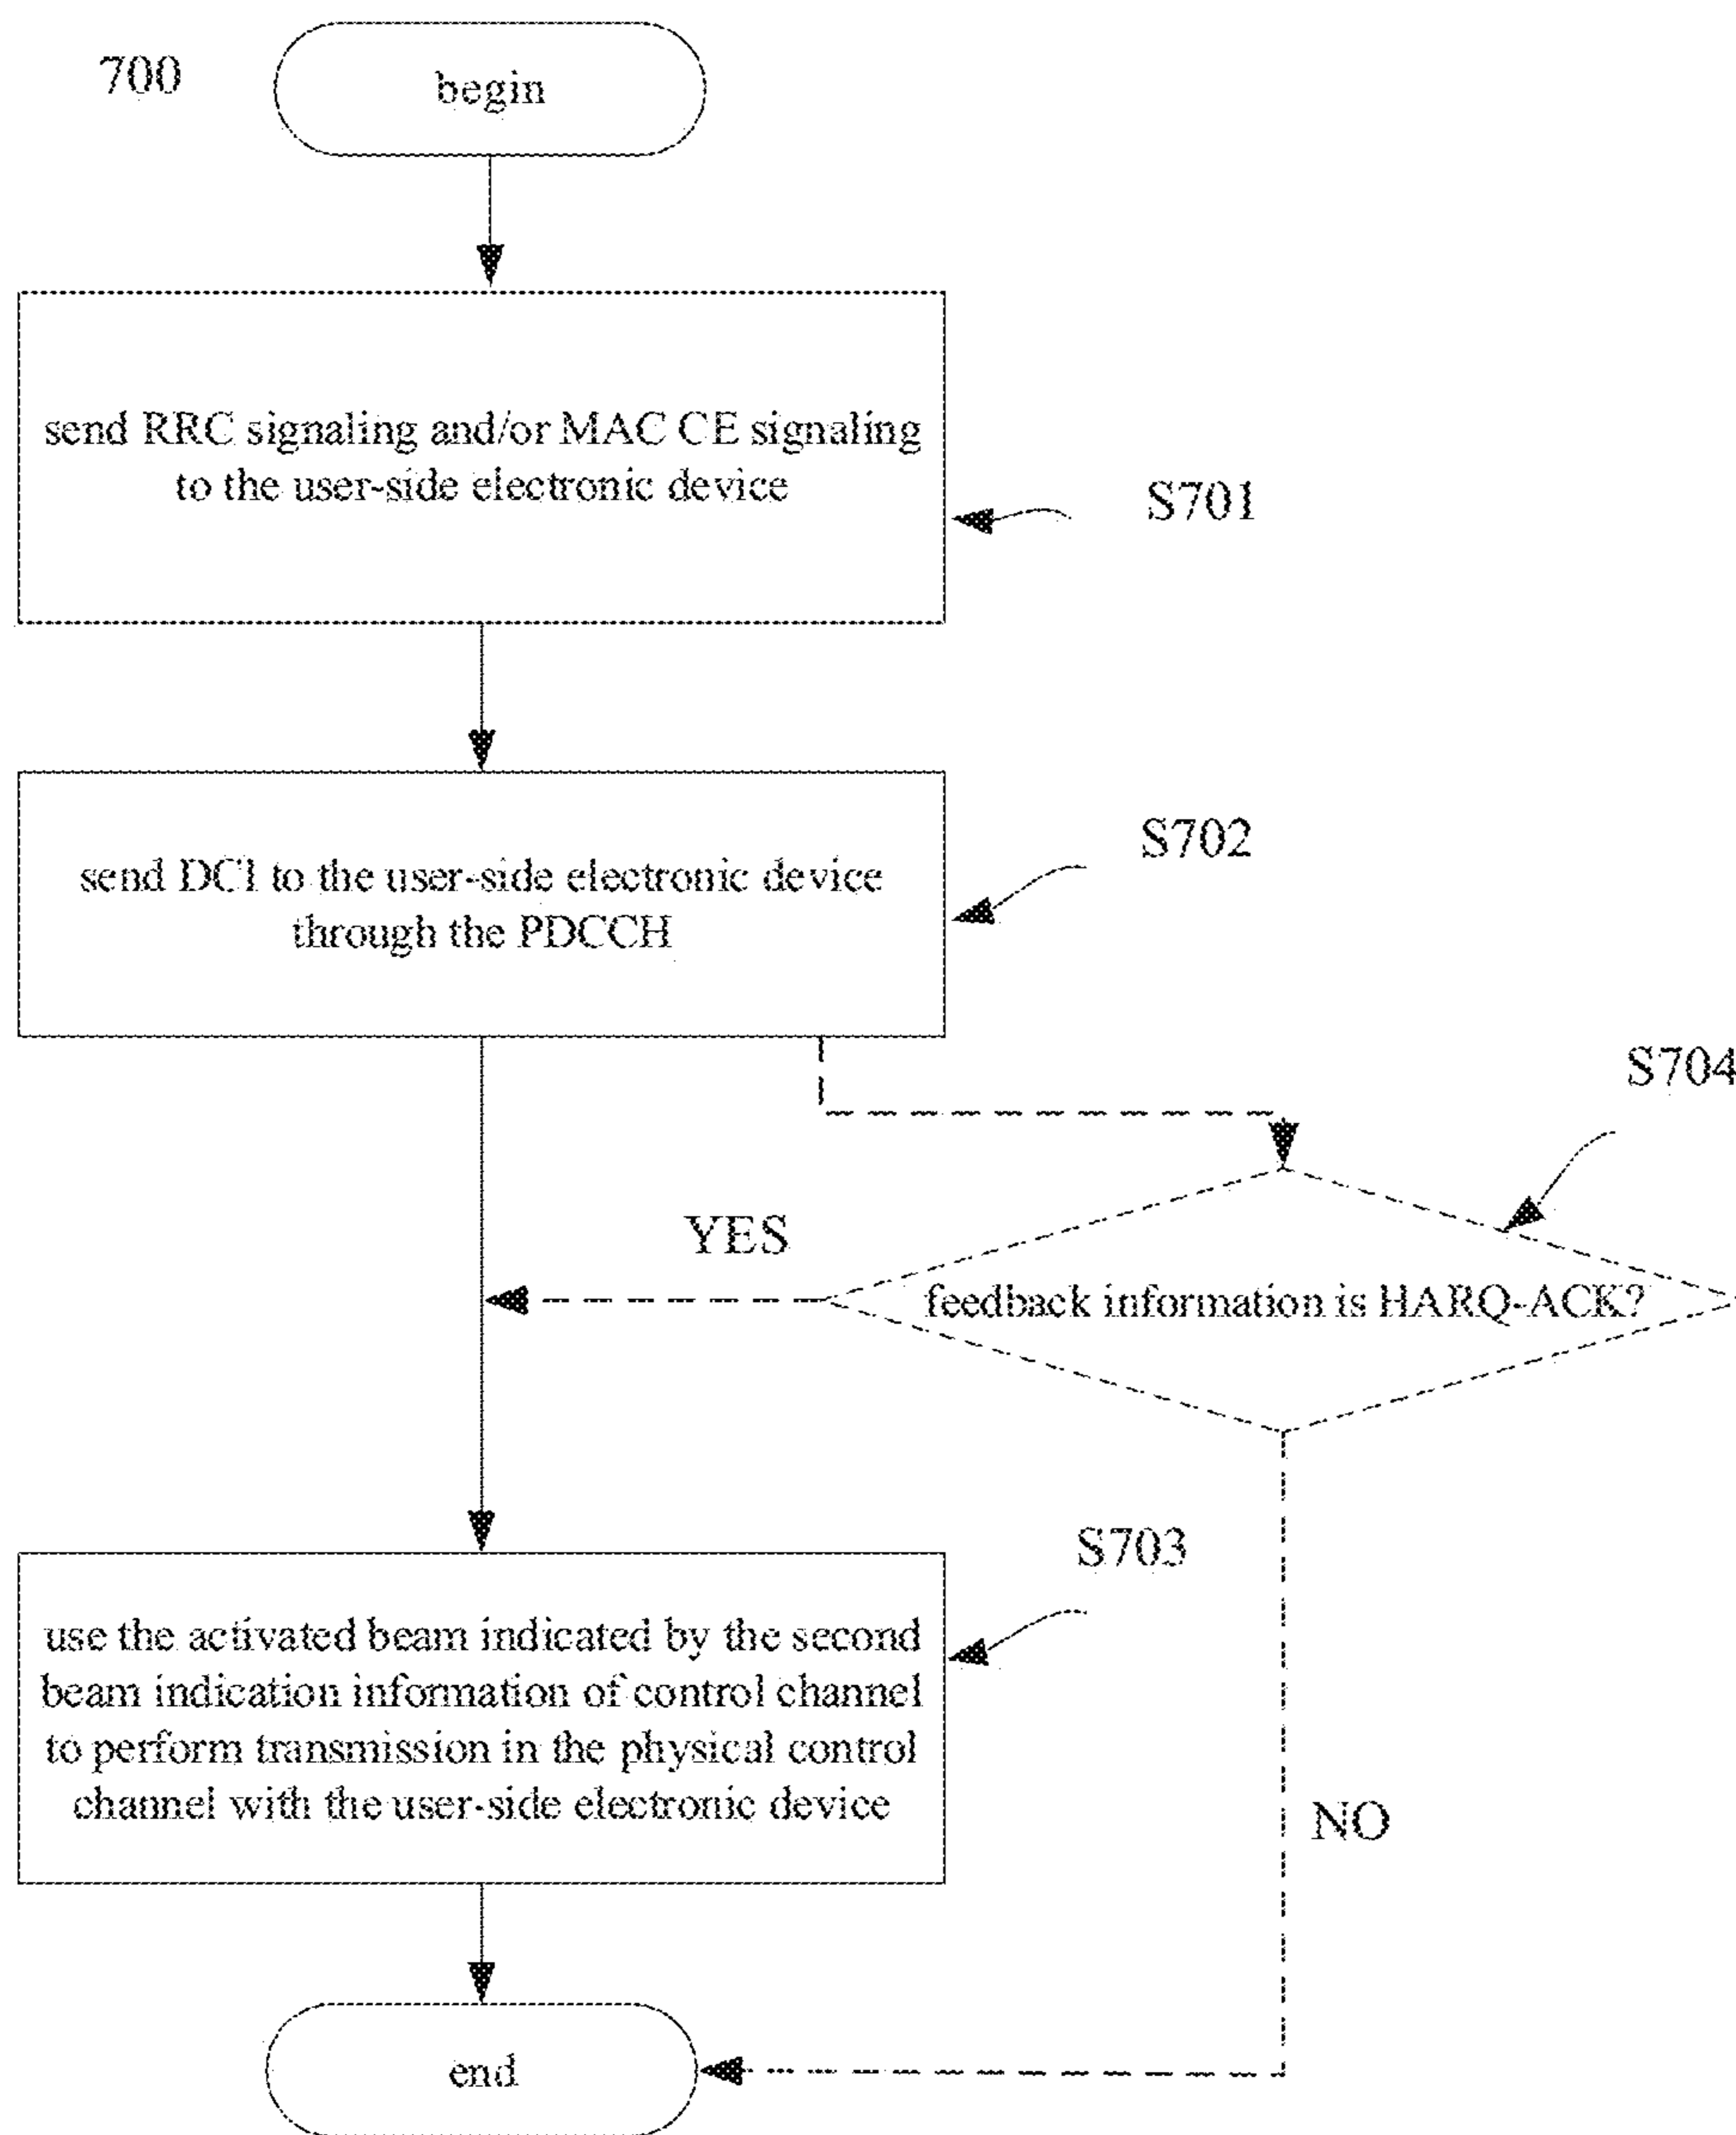 700
begin
send RRC signaling and/or MAC CE signaling
to the user-side electronic device
S701
send DCI to the user-side electronic device
through the PDCCH
S702
S704
YES
feedback information is HARQ-ACK?
S703
use the activated beam indicated by the second
beam indication information of control channel
to perform transmission in the physical control
channel with the user-side electronic device
NO
end